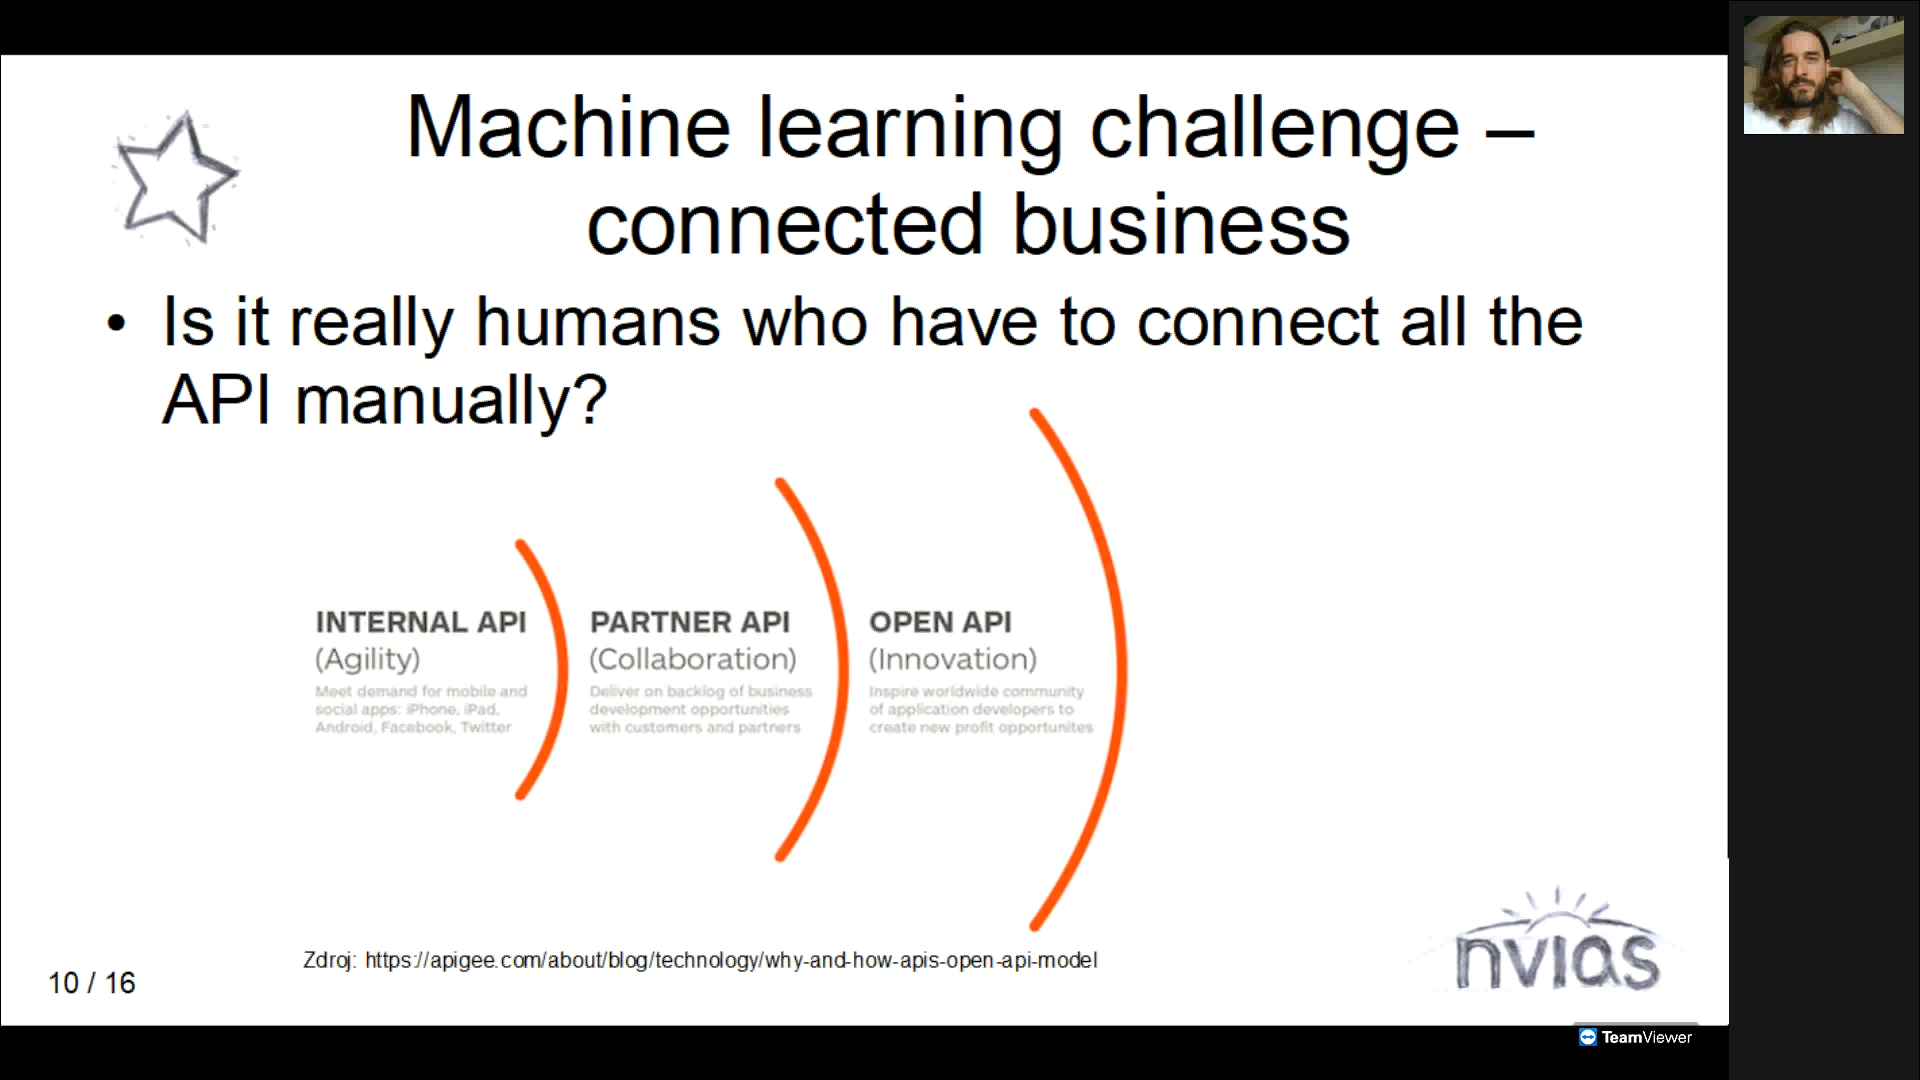 Machine learning challenge –
connected business
• Is it really humans who have to connect all the
API manually?
INTERNAL API
(Agility)
Meet demand for mobile and
social apps: iPhone, iPad,
Android, Facebook, Twitter
PARTNER API
(Collaboration)
Deliver on backlog of business
development opportunities
with customers and partners
OPEN API
(Innovation)
Inspire worldwide community
of application developers to
create new profit opportunites
Zdroj: https://apigee.com/about/blog/technology/why-and-how-apis-open-api-model
10 / 16
nvias
TeamViewer